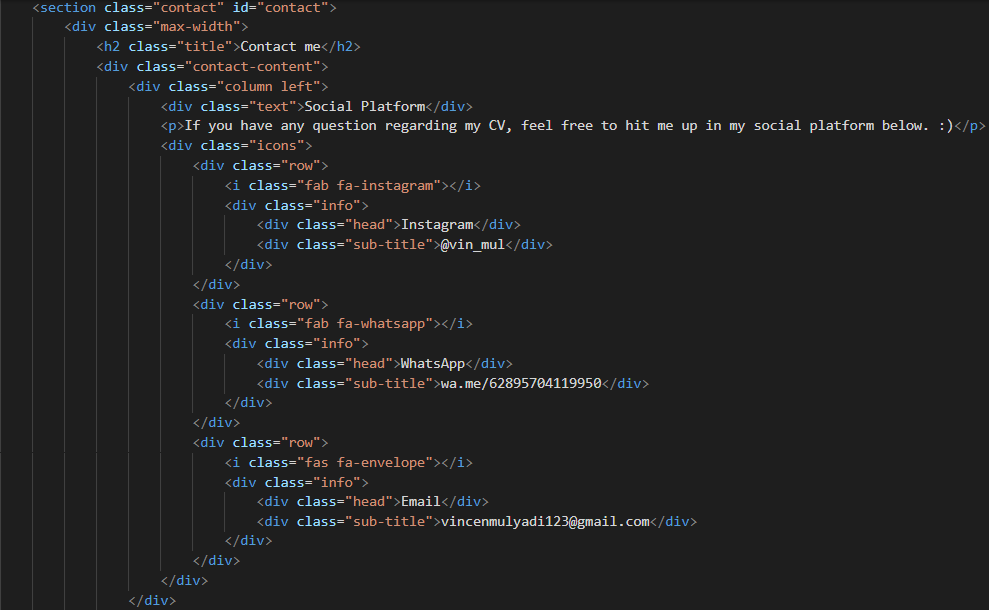 <section class="contact" id="contact">
<div class="max-width">
<h2 class="title">Contact me</h2>
<div class="contact-content">
<div class="column left">
<div class="text">Social Platform</div>
<p>If you have any question regarding my CV, feel free to hit me up in my social platform below. :)</p>
<div class="icons">
<div class="row">
<i class="fab fa-instagram"></i>
<div class="info">
<div class="head">Instagram</div>
<div class="sub-title">@vin_mul</div>
</div>
</div>
<div class="row">
<i class="fab fa-whatsapp"></i>
<div class="info">
<div class="head">WhatsApp</div>
<div class="sub-title">wa.me/62895704119950</div>
</div>
</div>
<div class="row">
<i class="fas fa-envelope"></i>
<div class="info">
<div class="head">Email</div>
<div class="sub-title">vincenmulyadi123@gmail.com</div>
</div>
</div>
</div>
</div>